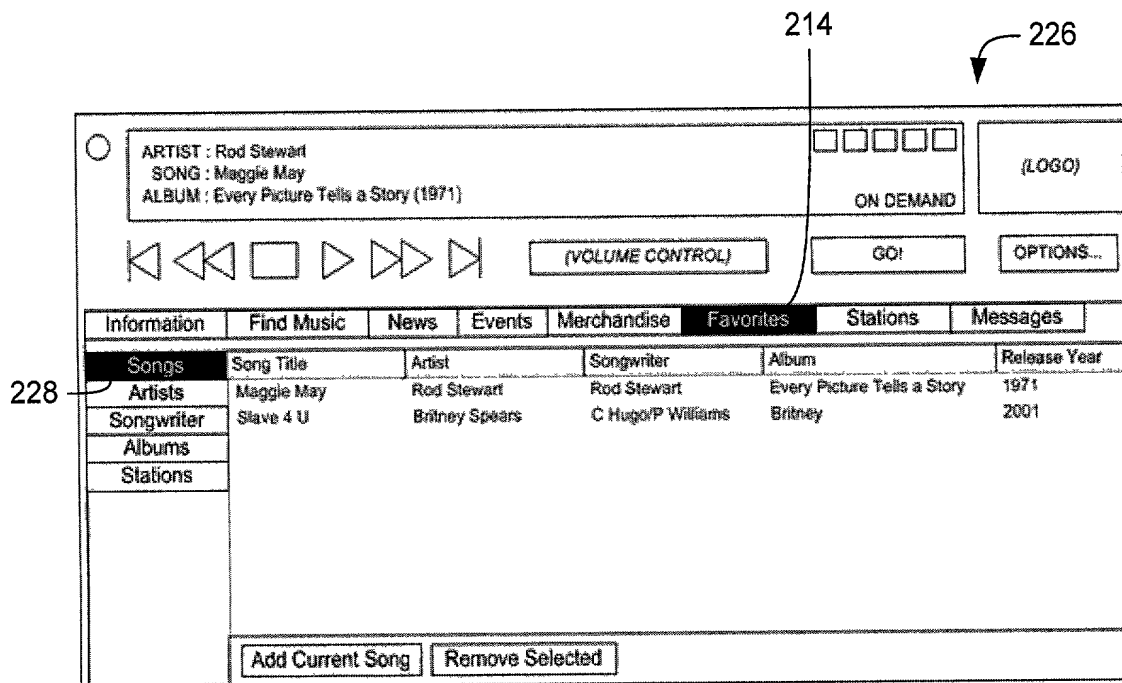 214
226
ARTIST : Rod Stewart
SONG : Maggie May
ALBUM : Every Picture Tells a Story (1971)
ON DEMAND
(LOGO)
(VOLUME CONTROL)
GO!
OPTIONS...
Information Find Music News Events Merchandise Favorites Stations Messages
Songs Song Title Artist Songwriter Album Release Year
228
Artists Maggie May Rod Stewart Rod Stewart Every Picture Tells a Story 1971
Songwriter Slave 4 U Britney Spears C Hugo/P Williams Britney 2001
Albums
Stations
Add Current Song Remove Selected